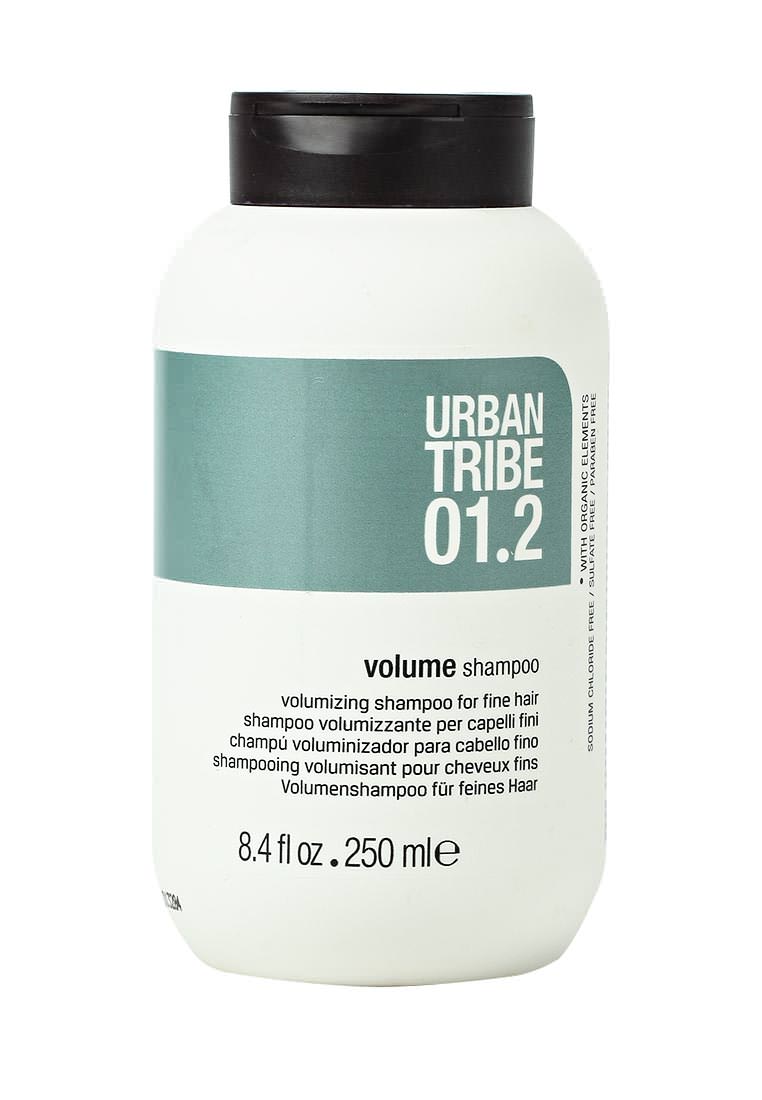 URBAN
TRIBE
01.2
volume shampoo
volumizing shampoo for fine hair
shampoo volumizzante per capelli fini
champú voluminizador para cabello fino
shampooing volumisant pour cheveux fins
Volumenshampoo für feines Haar
8.4 fl oz . 250 ml ℮
• WITH ORGANIC ELEMENTS
SODIUM CHLORIDE FREE / SULFATE FREE / PARABEN FREE